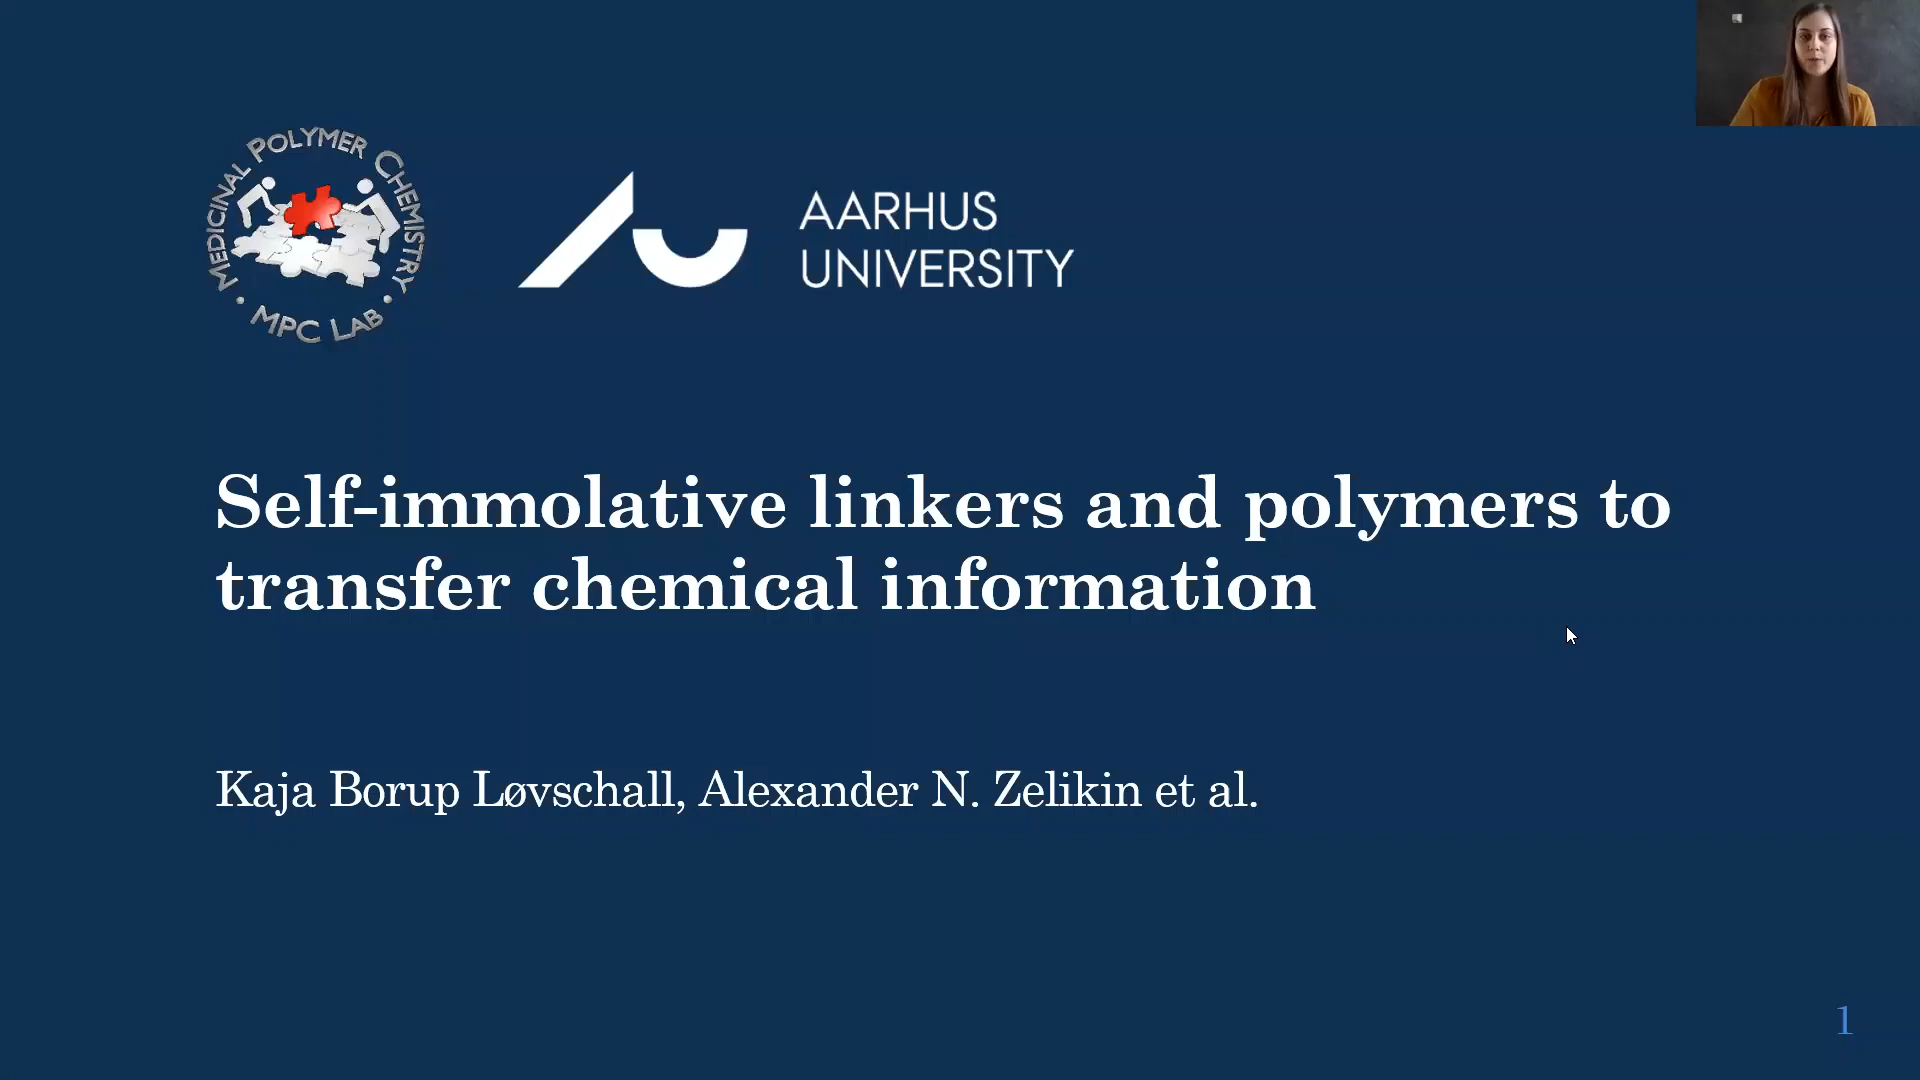 MEDICINAL POLYMER CHEMISTRY
• MPC LAB •
AARHUS
UNIVERSITY
Self-immolative linkers and polymers to
transfer chemical information
Kaja Borup Løvschall, Alexander N. Zelikin et al.
1